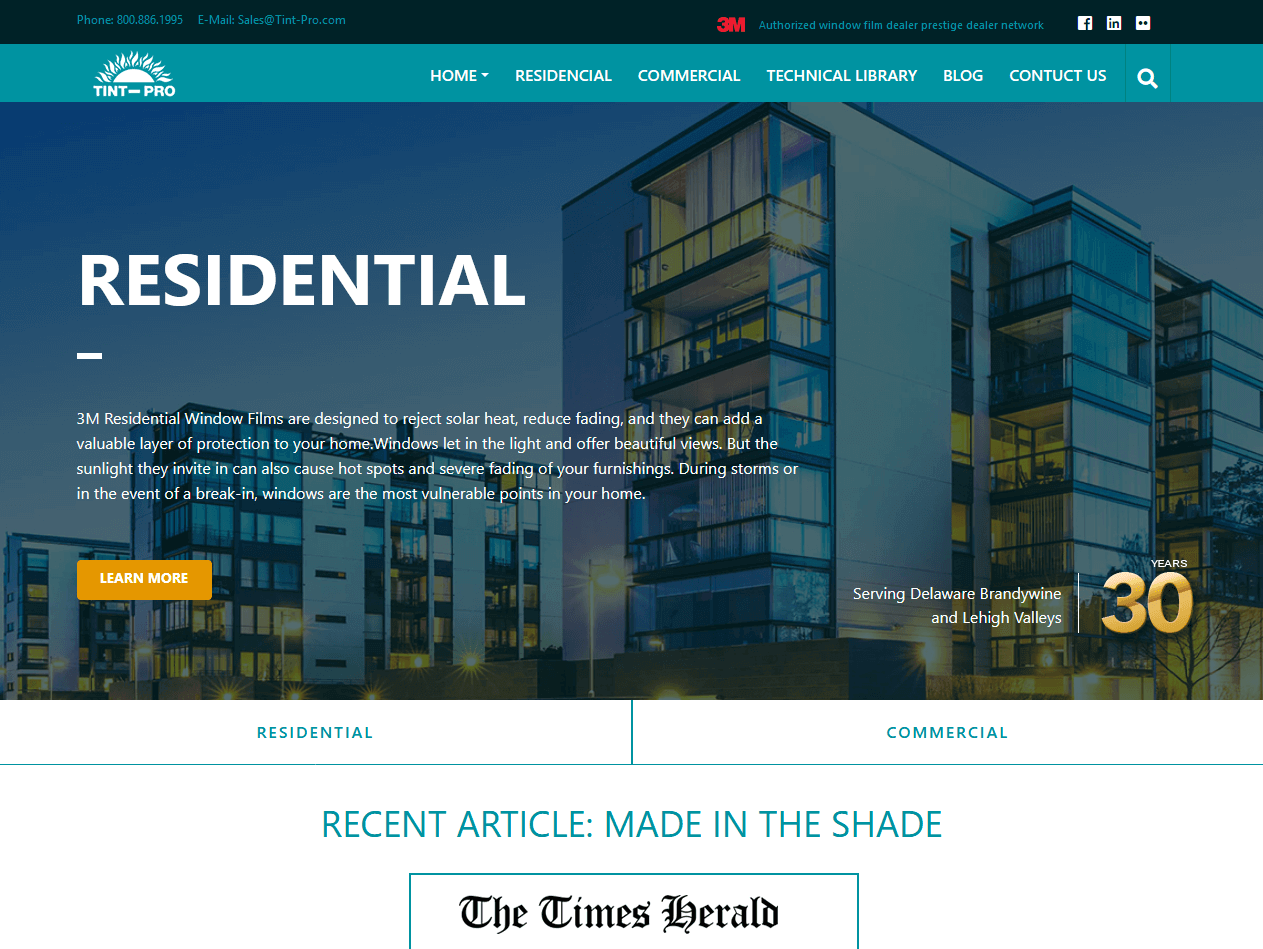 Phone: 800.886.1995 E-Mail: Sales@Tint-Pro.com
3M Authorized window film dealer prestige dealer network
TINT-PRO
HOME RESIDENCIAL COMMERCIAL TECHNICAL LIBRARY BLOG CONTUCT US
RESIDENTIAL
3M Residential Window Films are designed to reject solar heat, reduce fading, and they can add a
valuable layer of protection to your home.Windows let in the light and offer beautiful views. But the
sunlight they invite in can also cause hot spots and severe fading of your furnishings. During storms or
in the event of a break-in, windows are the most vulnerable points in your home.
LEARN MORE
Serving Delaware Brandywine
and Lehigh Valleys
YEARS
30
RESIDENTIAL
COMMERCIAL
RECENT ARTICLE: MADE IN THE SHADE
The Times Herald